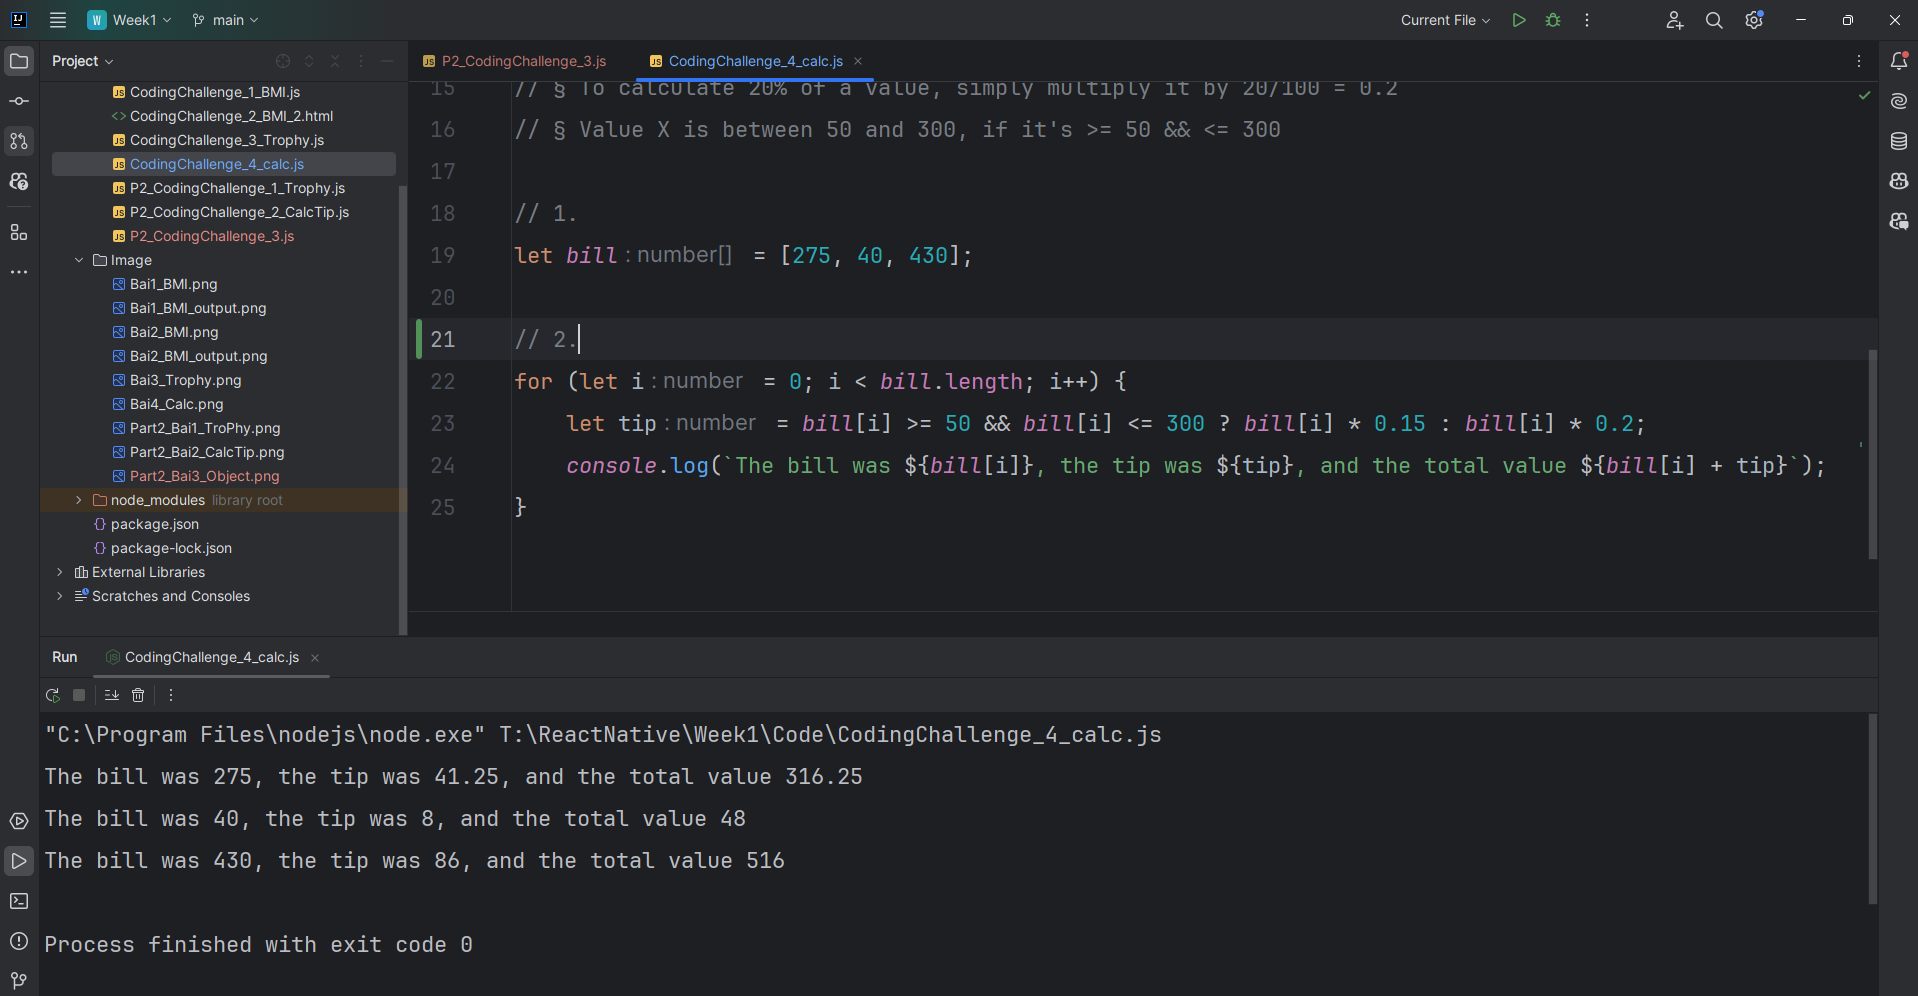 IJ
W Week1 main
Current File
Project
JS CodingChallenge_1_BMI.js
<> CodingChallenge_2_BMI_2.html
JS CodingChallenge_3_Trophy.js
JS CodingChallenge_4_calc.js
JS P2_CodingChallenge_1_Trophy.js
JS P2_CodingChallenge_2_CalcTip.js
JS P2_CodingChallenge_3.js
Image
Bai1_BMI.png
Bai1_BMI_output.png
Bai2_BMI.png
Bai2_BMI_output.png
Bai3_Trophy.png
Bai4_Calc.png
Part2_Bai1_TroPhy.png
Part2_Bai2_CalcTip.png
Part2_Bai3_Object.png
node_modules library root
{} package.json
{} package-lock.json
External Libraries
Scratches and Consoles
JS P2_CodingChallenge_3.js JS CodingChallenge_4_calc.js
15 // § To calculate 20% of a value, simply multiply it by 20/100 = 0.2
16 // § Value X is between 50 and 300, if it's >= 50 && <= 300
17
18 // 1.
19 let bill : number[] = [275, 40, 430];
20
21 // 2.
22 for (let i : number = 0; i < bill.length; i++) {
23 let tip : number = bill[i] >= 50 && bill[i] <= 300 ? bill[i] * 0.15 : bill[i] * 0.2;
24 console.log(`The bill was ${bill[i]}, the tip was ${tip}, and the total value ${bill[i] + tip}`);
25 }
Run JS CodingChallenge_4_calc.js
"C:\Program Files\nodejs\node.exe" T:\ReactNative\Week1\Code\CodingChallenge_4_calc.js
The bill was 275, the tip was 41.25, and the total value 316.25
The bill was 40, the tip was 8, and the total value 48
The bill was 430, the tip was 86, and the total value 516
Process finished with exit code 0